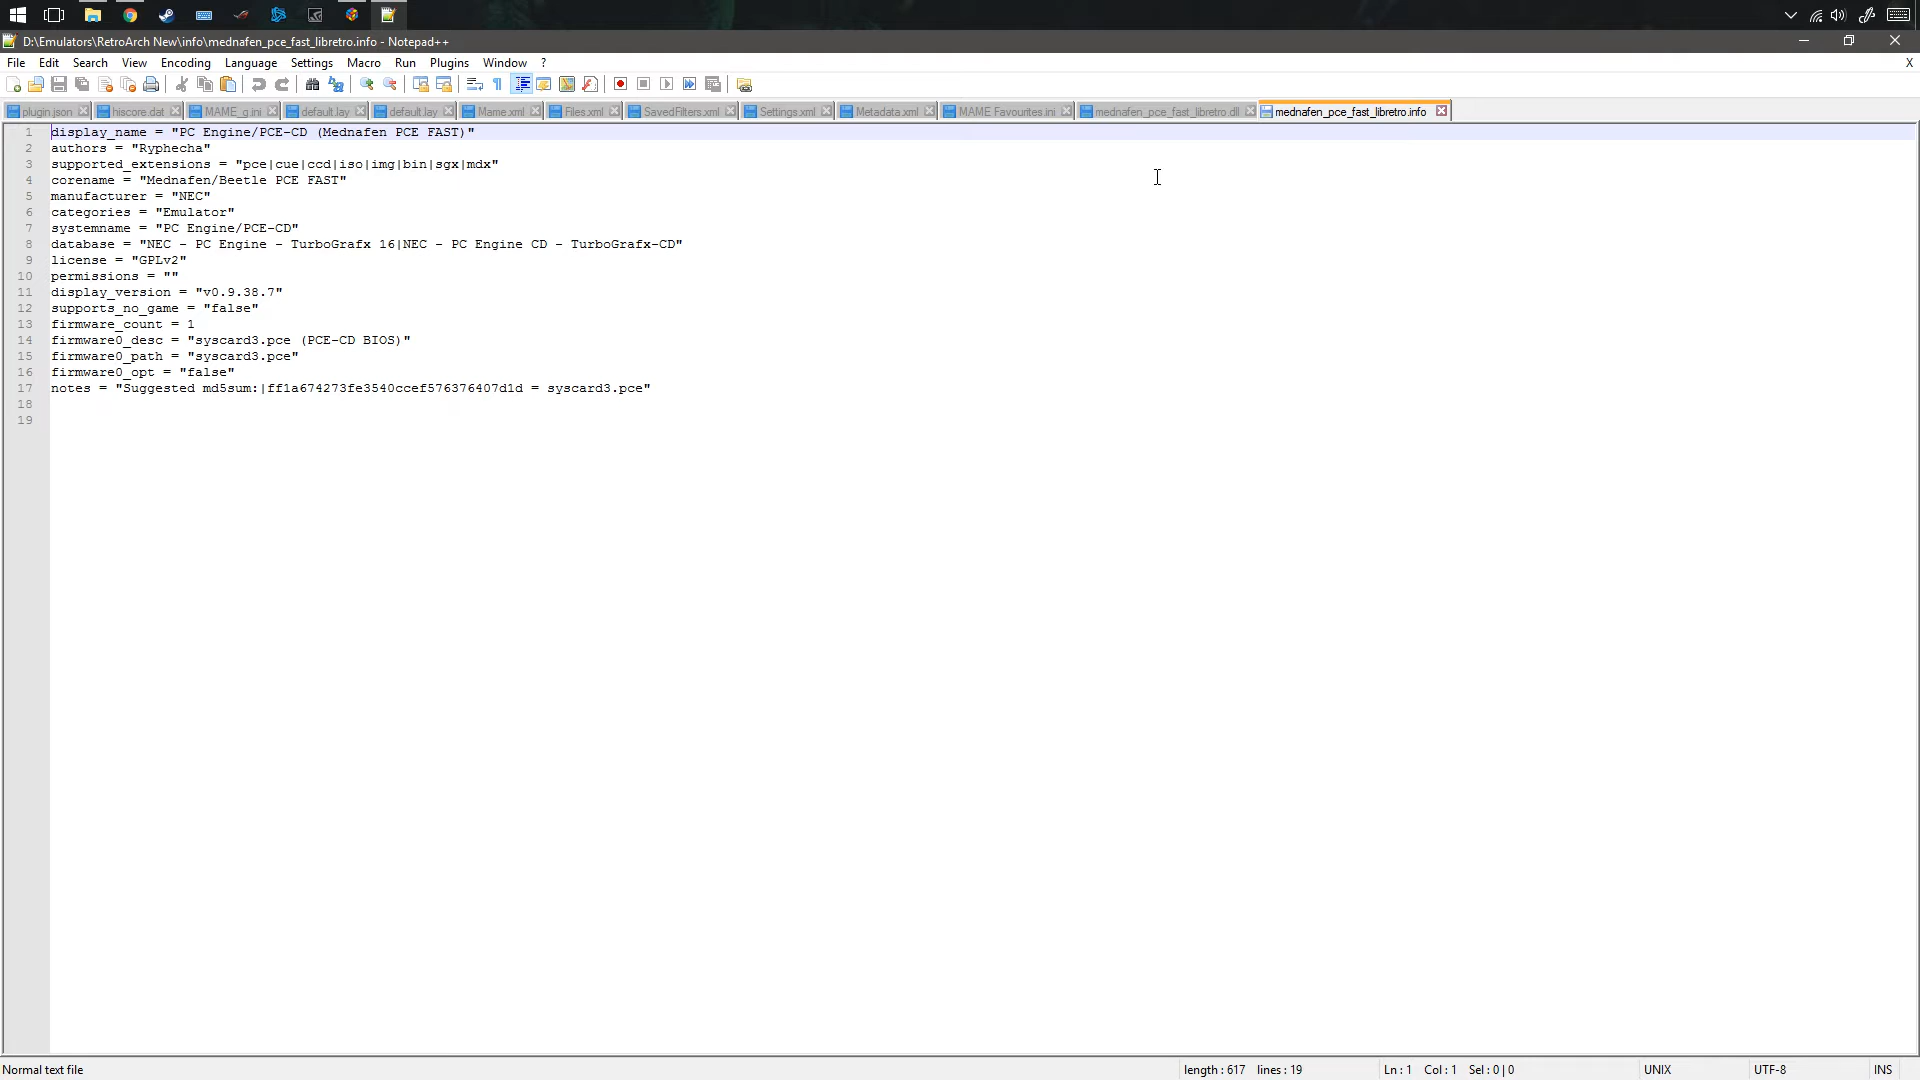 D:\Emulators\RetroArch New\info\mednafen_pce_fast_libretro.info - Notepad++
File Edit Search View Encoding Language Settings Macro Run Plugins Window ? X
plugin.json hiscore.dat MAME_g.ini default.lay default.lay Mame.xml Files.xml SavedFilters.xml Settings.xml Metadata.xml MAME Favourites.ini mednafen_pce_fast_libretro.dll mednafen_pce_fast_libretro.info
1 display_name = "PC Engine/PCE-CD (Mednafen PCE FAST)"
2 authors = "Ryphecha"
3 supported_extensions = "pce|cue|ccd|iso|img|bin|sgx|mdx"
4 corename = "Mednafen/Beetle PCE FAST"
5 manufacturer = "NEC"
6 categories = "Emulator"
7 systemname = "PC Engine/PCE-CD"
8 database = "NEC - PC Engine - TurboGrafx 16|NEC - PC Engine CD - TurboGrafx-CD"
9 license = "GPLv2"
10 permissions = ""
11 display_version = "v0.9.38.7"
12 supports_no_game = "false"
13 firmware_count = 1
14 firmware0_desc = "syscard3.pce (PCE-CD BIOS)"
15 firmware0_path = "syscard3.pce"
16 firmware0_opt = "false"
17 notes = "Suggested md5sum:|ff1a674273fe3540ccef576376407d1d = syscard3.pce"
18
19
Normal text file length : 617 lines : 19 Ln : 1 Col : 1 Sel : 0 | 0 UNIX UTF-8 INS